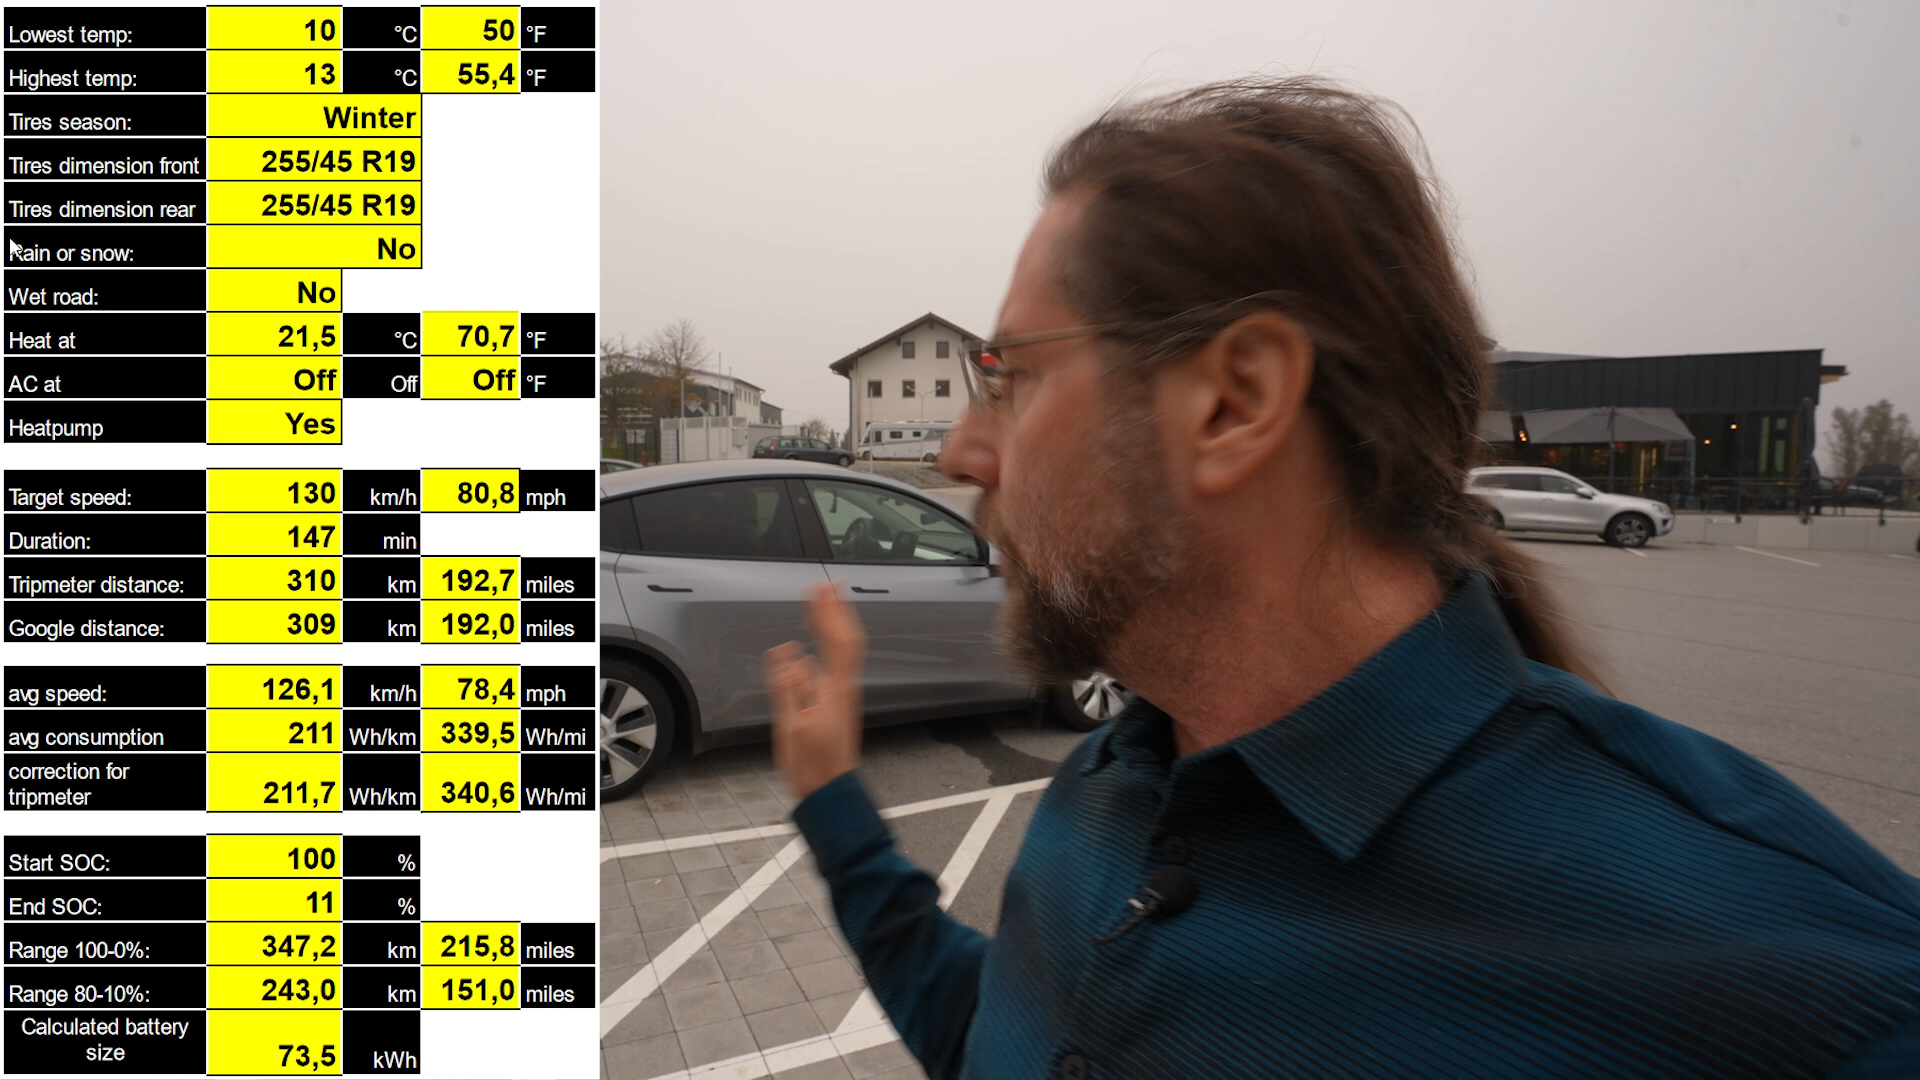 Lowest temp: 10 °C 50 °F
Highest temp: 13 °C 55,4 °F
Tires season: Winter
Tires dimension front 255/45 R19
Tires dimension rear 255/45 R19
Rain or snow: No
Wet road: No
Heat at 21,5 °C 70,7 °F
AC at Off Off Off °F
Heatpump Yes
Target speed: 130 km/h 80,8 mph
Duration: 147 min
Tripmeter distance: 310 km 192,7 miles
Google distance: 309 km 192,0 miles
avg speed: 126,1 km/h 78,4 mph
avg consumption 211 Wh/km 339,5 Wh/mi
correction for
tripmeter 211,7 Wh/km 340,6 Wh/mi
Start SOC: 100 %
End SOC: 11 %
Range 100-0%: 347,2 km 215,8 miles
Range 80-10%: 243,0 km 151,0 miles
Calculated battery
size 73,5 kWh